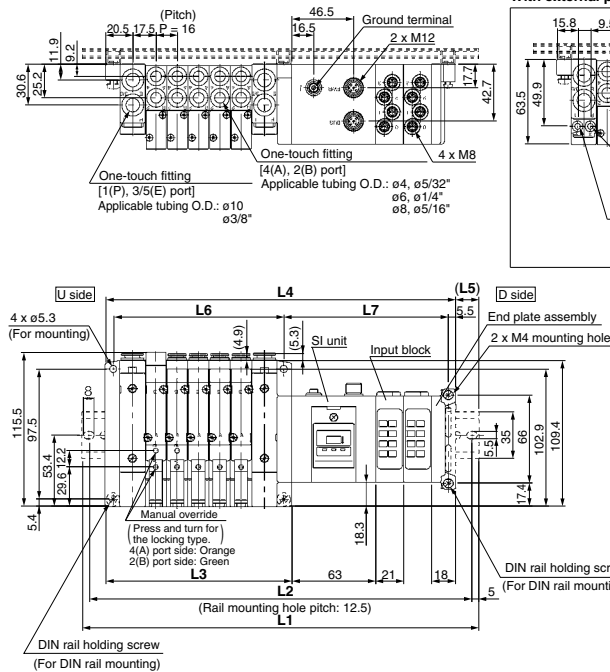 46.5
(Pitch)
Ground terminal
20.5
17.5
P = 16
16.5
2 x M12
15.8
9.5
11.9
9.2
30.6
25.2
17.7
42.7
63.5
49.9
One-touch fitting
[4(A), 2(B) port]
4 x M8
One-touch fitting
[1(P), 3/5(E) port]
Applicable tubing O.D.: ø10
ø3/8"
Applicable tubing O.D.: ø4, ø5/32"
ø6, ø1/4"
ø8, ø5/16"
U side
L4
(L5)
D side
4 x ø5.3
(For mounting)
L6
L7
5.5
End plate assembly
(4.9)
(5.3)
SI unit
Input block
2 x M4 mounting hole
8
115.5
97.5
53.4
12.2
29.6
5.4
5.5
35
66
17.4
102.9
109.4
Manual override
(Press and turn for
the locking type.
4(A) port side: Orange
2(B) port side: Green
18.3
L3
63
21
18
DIN rail holding
L2
5
(Rail mounting hole pitch: 12.5)
(For DIN rail
L1
DIN rail holding screw
(For DIN rail mounting)